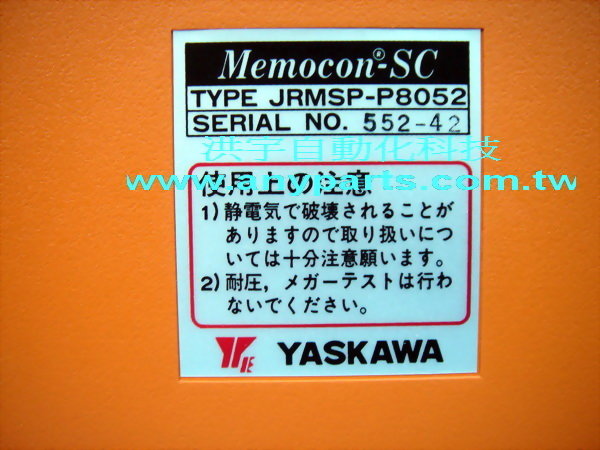 Memocon®-SC
TYPE JRMSP-P8052
SERIAL NO. 552-42
洪宇自動化科技
使用上の注意
www.anyparts.com.tw
1) 静電気で破壊されることが
ありますので取り扱いにつ
いては十分注意願います。
2) 耐圧，メガーテストは行わ
ないでください。
YE YASKAWA